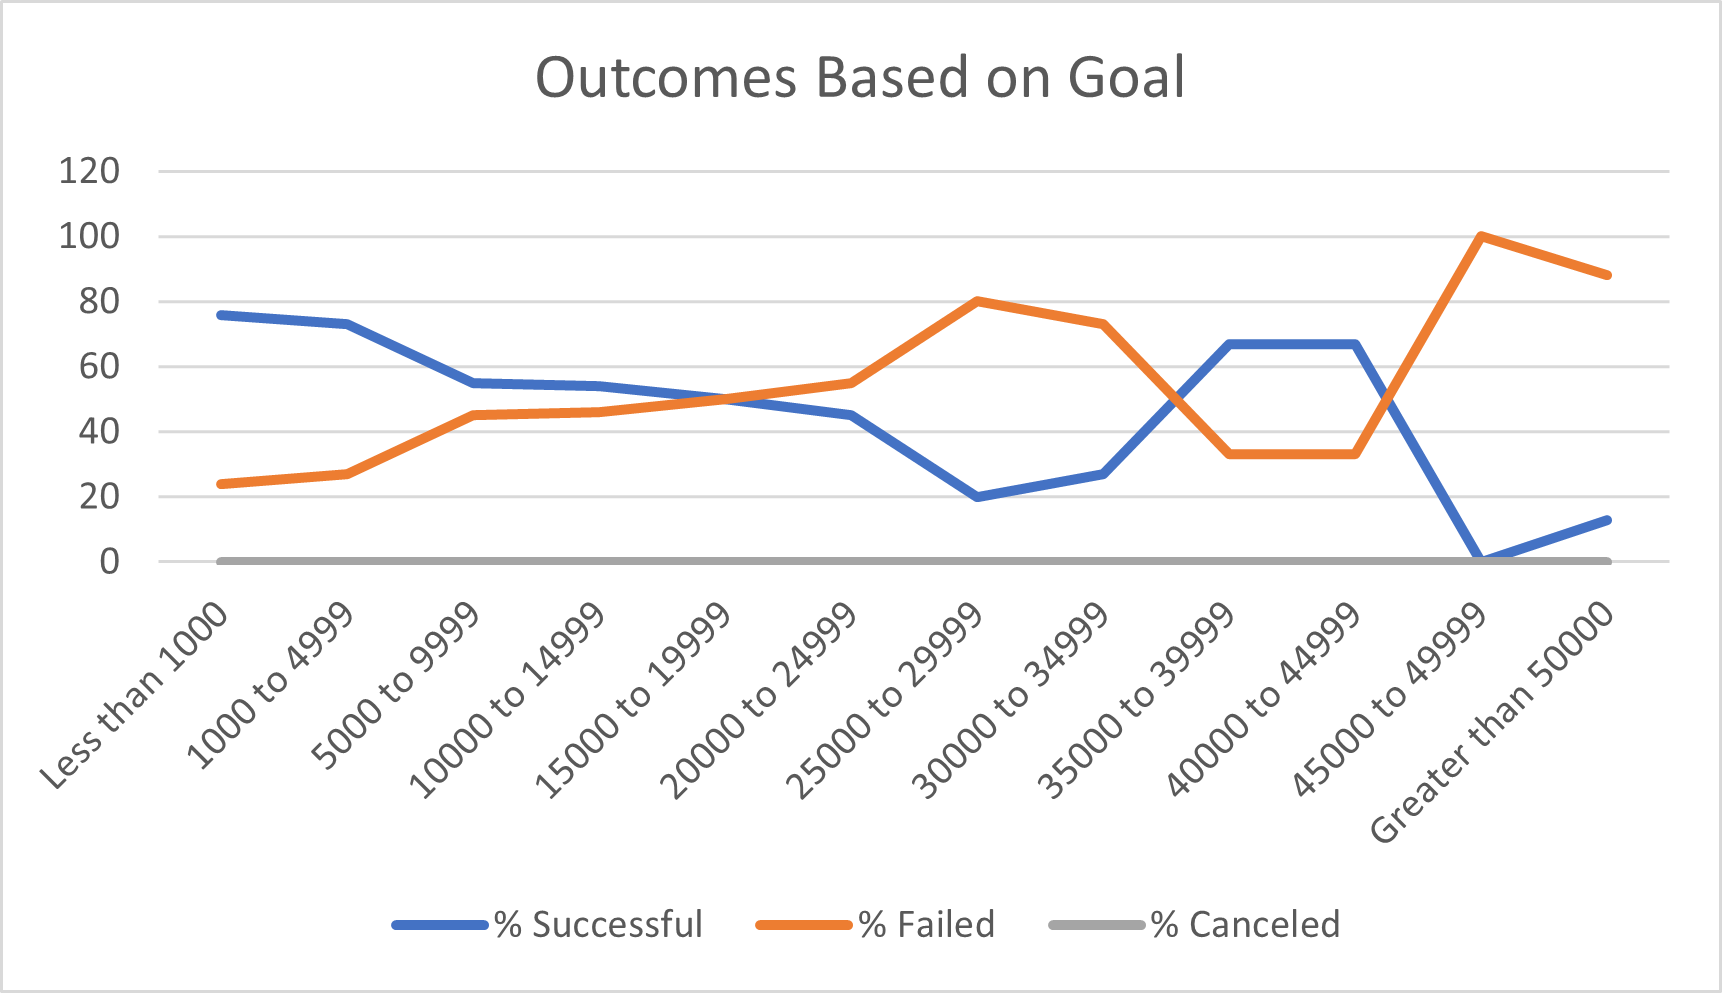 Outcomes Based on Goal
120
100
80
60
40
20
0
Less than 1000
1000 to 4999
5000 to 9999
10000 to 14999
15000 to 19999
20000 to 24999
25000 to 29999
30000 to 34999
35000 to 39999
40000 to 44999
45000 to 49999
Greater than 50000
% Successful % Failed % Canceled